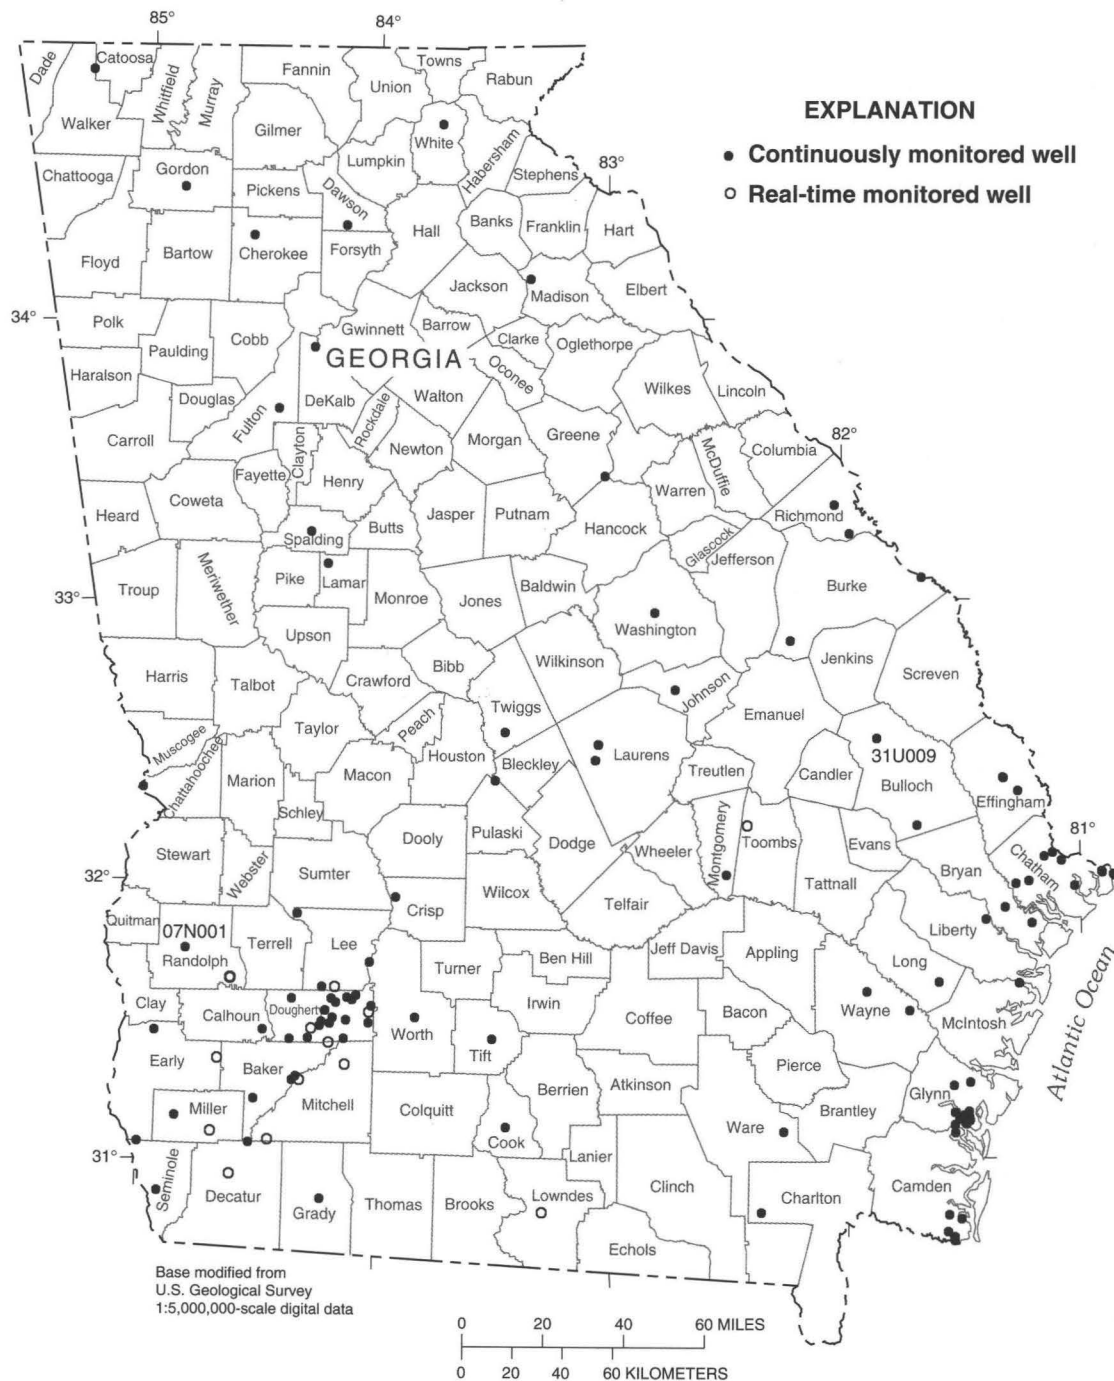 85°
84°
Dade
Catoosa
Whitfield
Murray
Fannin
Towns
Union
Rabun
Walker
Gilmer
White
Habersham
Lumpkin
EXPLANATION
Continuously monitored well
Real-time monitored well
83°
Chattooga
Gordon
Pickens
Dawson
Stephens
Banks
Franklin
Hart
Hall
Floyd
Bartow
Cherokee
Forsyth
Jackson
Madison
Elbert
34°
Polk
Paulding
Cobb
Gwinnett
Barrow
Clarke
Oglethorpe
GEORGIA
Oconee
Haralson
Douglas
Fulton
DeKalb
Rockdale
Walton
Wilkes
Lincoln
Carroll
Clayton
Newton
Morgan
Greene
McDuffie
Columbia
82°
Fayette
Henry
Warren
Coweta
Heard
Spalding
Butts
Jasper
Putnam
Hancock
Richmond
Glascock
Jefferson
Troup
Meriwether
Pike
Lamar
Monroe
Jones
Baldwin
Burke
33°
Upson
Washington
Harris
Talbot
Crawford
Bibb
Wilkinson
Jenkins
Screven
Johnson
Peach
Twiggs
Emanuel
Taylor
Muscogee
Chattahoochee
Marion
Macon
Houston
Bleckley
Laurens
Treutlen
Candler
31U009
Bulloch
Effingham
Schley
81°
Stewart
Webster
Dooly
Pulaski
Dodge
Wheeler
Montgomery
Toombs
Evans
Bryan
Chatham
32°
Sumter
Crisp
Wilcox
Telfair
Tattnall
Quitman
07N001
Randolph
Terrell
Lee
Liberty
Turner
Ben Hill
Jeff Davis
Appling
Long
Clay
Calhoun
Dougherty
Worth
Irwin
Coffee
Bacon
Wayne
McIntosh
Atlantic Ocean
Early
Baker
Tift
Pierce
Mitchell
Berrien
Atkinson
Miller
Colquitt
Brantley
Glynn
31°
Cook
Ware
Lanier
Seminole
Decatur
Grady
Thomas
Brooks
Lowndes
Clinch
Charlton
Camden
Echols
Base modified from
U.S. Geological Survey
1:5,000,000-scale digital data
0 20 40 60 MILES
0 20 40 60 KILOMETERS